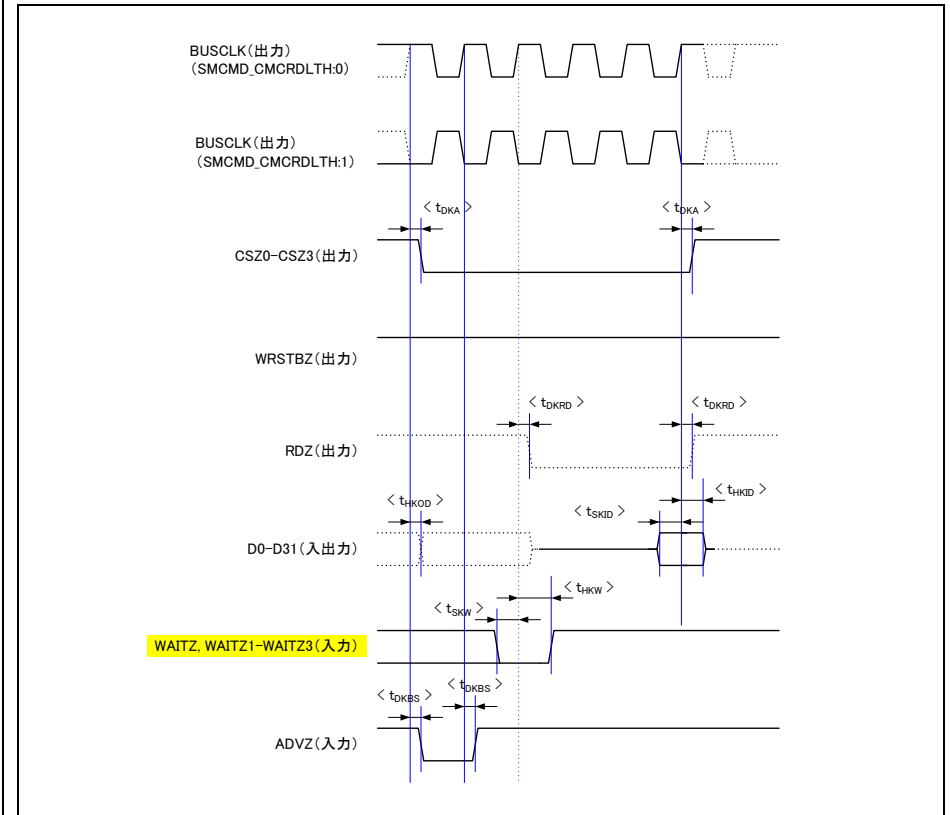 BUSCLK(出力)
(SMCMD_CMCRDLTH:0)
BUSCLK(出力)
(SMCMD_CMCRDLTH:1)
< tDKA >
< tDKA >
CSZ0-CSZ3(出力)
WRSTBZ(出力)
< tDKRD >
< tDKRD >
RDZ(出力)
< tHKOD >
< tHKID >
< tSKID >
D0-D31(入出力)
< tHKW >
< tSKW >
WAITZ, WAITZ1-WAITZ3(入力)
< tDKBS >
< tDKBS >
ADVZ(入力)